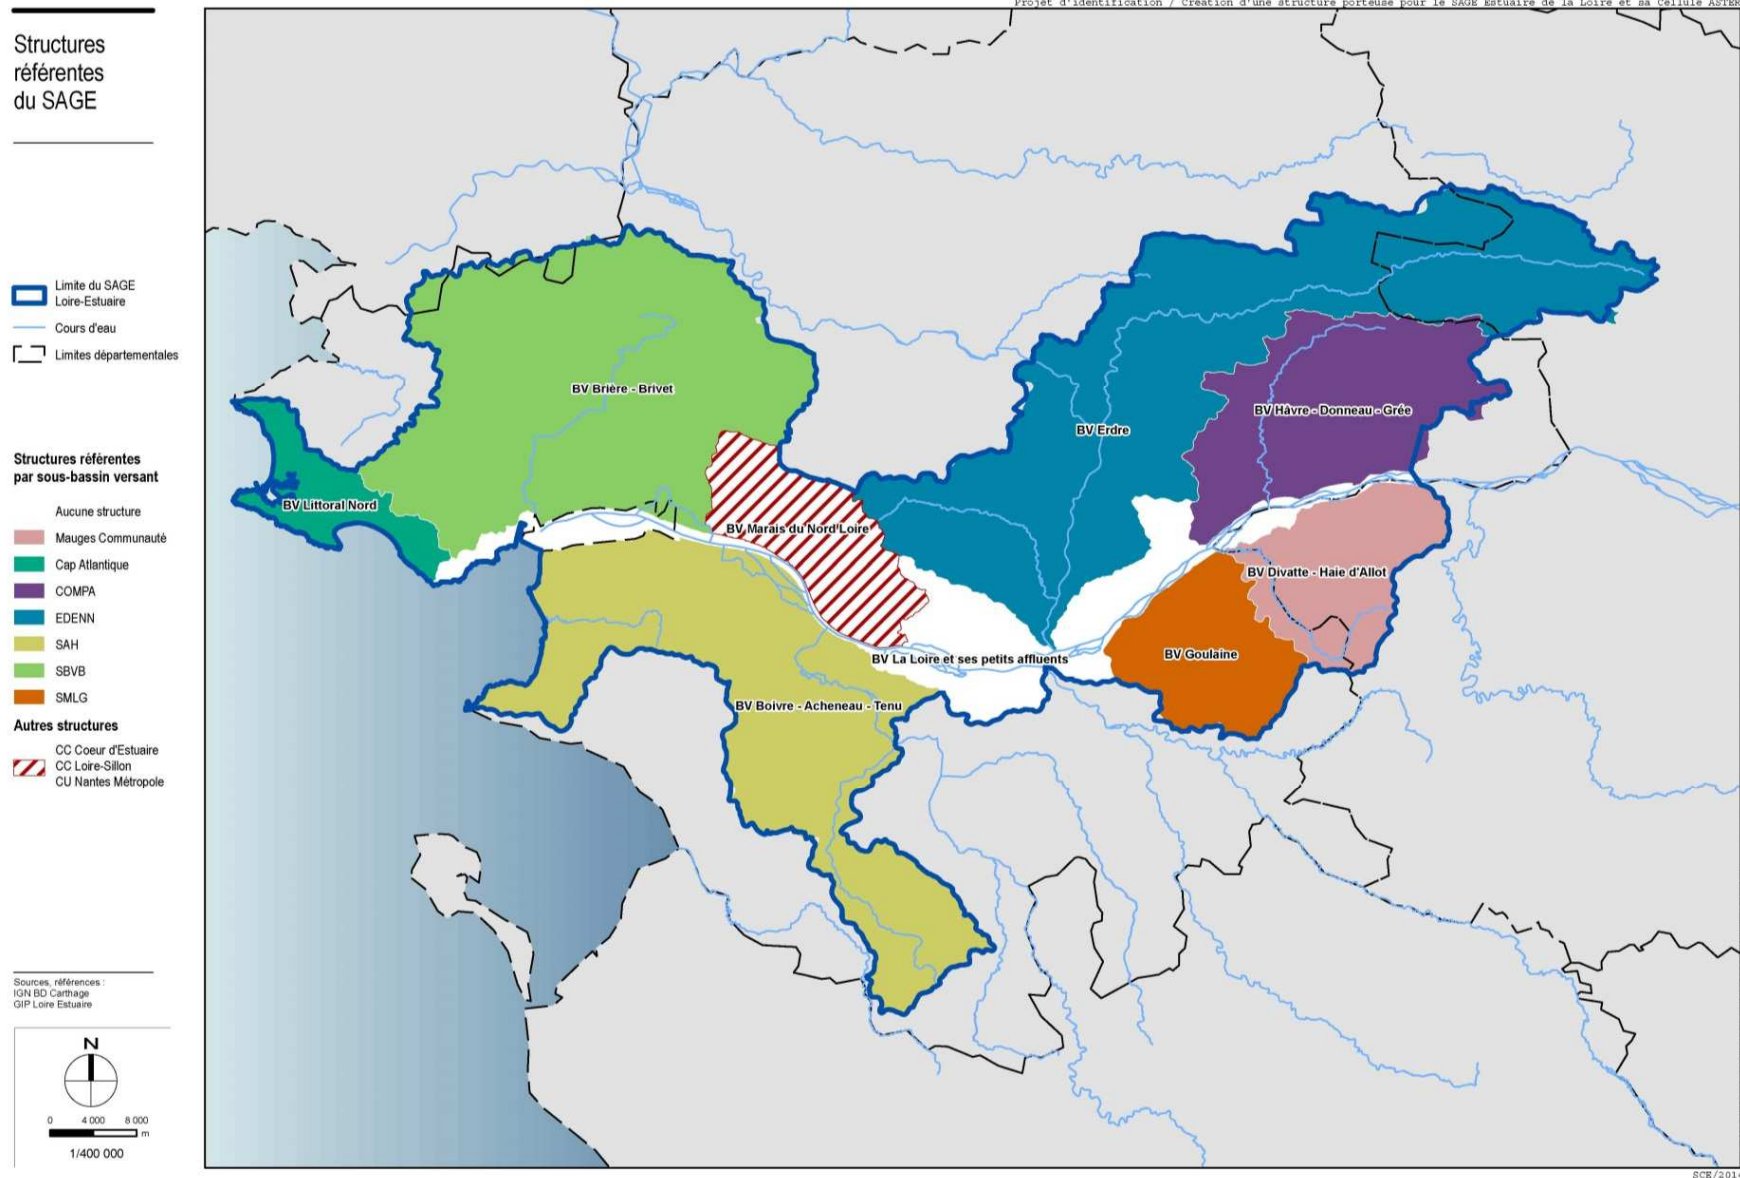 Projet d'identification / Création d'une structure porteuse pour le SAGE Estuaire de la Loire et sa Cellule ASTER
Structures
référentes
du SAGE
Limite du SAGE
Loire-Estuaire
Cours d'eau
Limites départementales
Structures référentes
par sous-bassin versant
Aucune structure
Mauges Communauté
Cap Atlantique
COMPA
EDENN
SAH
SBVB
SMLG
Autres structures
CC Coeur d'Estuaire
CC Loire-Sillon
CU Nantes Métropole
Sources, références :
IGN BD Carthage
GIP Loire Estuaire
N
0 4 000 8 000
m
1/400 000
BV Brière - Brivet
BV Hâvre - Donneau - Grée
BV Erdre
BV Littoral Nord
BV Marais du Nord Loire
BV Divatte - Haie d'Allot
BV Goulaine
BV La Loire et ses petits affluents
BV Boivre - Acheneau - Tenu